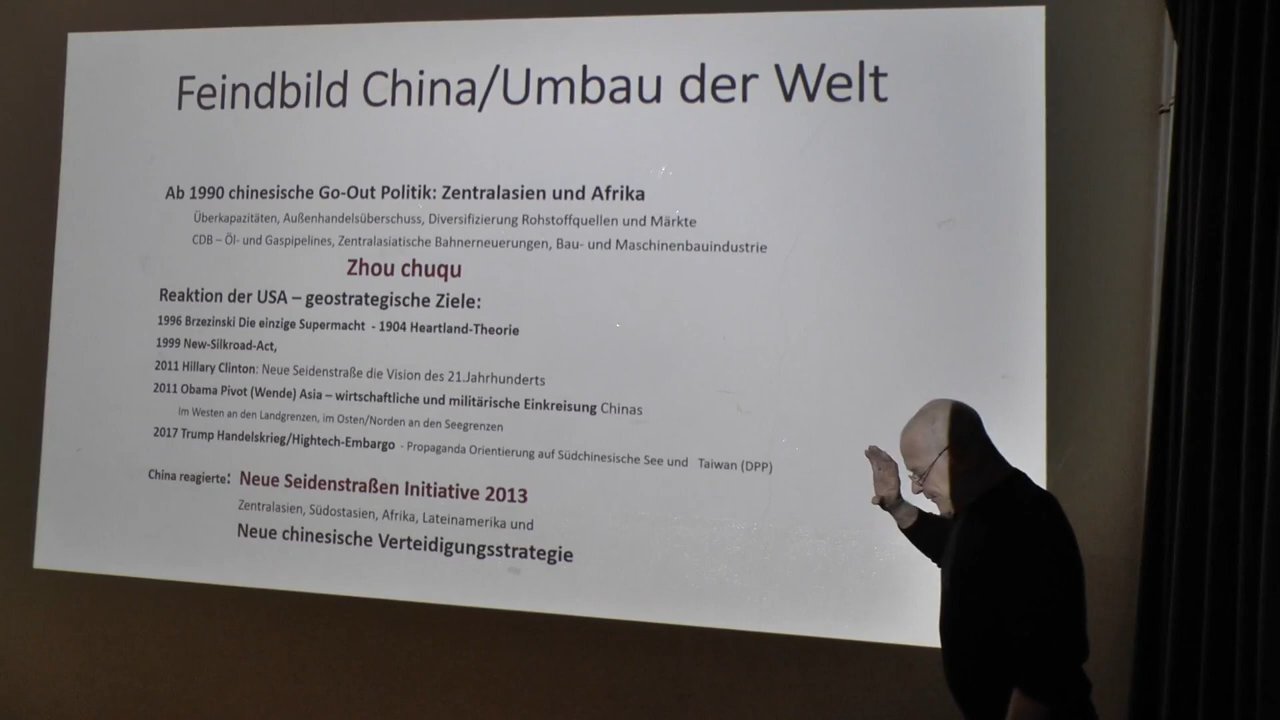 Feindbild China/Umbau der Welt
Ab 1990 chinesische Go-Out Politik: Zentralasien und Afrika
Überkapazitäten, Außenhandelsüberschuss, Diversifizierung Rohstoffquellen und Märkte
CDB – Öl- und Gaspipelines, Zentralasiatische Bahnerneuerungen, Bau- und Maschinenbauindustrie
Zhou chuqu
Reaktion der USA – geostrategische Ziele:
1996 Brzezinski Die einzige Supermacht - 1904 Heartland-Theorie
1999 New-Silkroad-Act,
2011 Hillary Clinton: Neue Seidenstraße die Vision des 21.Jahrhunderts
2011 Obama Pivot (Wende) Asia – wirtschaftliche und militärische Einkreisung Chinas
Im Westen an den Landgrenzen, im Osten/Norden an den Seegrenzen
2017 Trump Handelskrieg/Hightech-Embargo - Propaganda Orientierung auf Südchinesische See und Taiwan (DPP)
China reagierte: Neue Seidenstraßen Initiative 2013
Zentralasien, Südostasien, Afrika, Lateinamerika und
Neue chinesische Verteidigungsstrategie